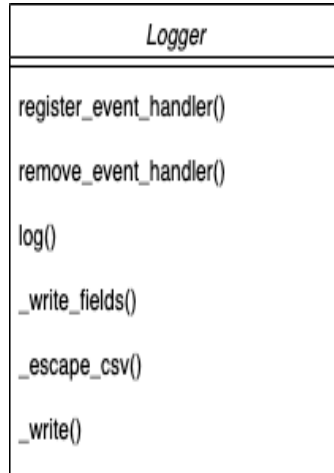 Logger
register_event_handler()
remove_event_handler()
log()
_write_fields()
_escape_csv()
_write()